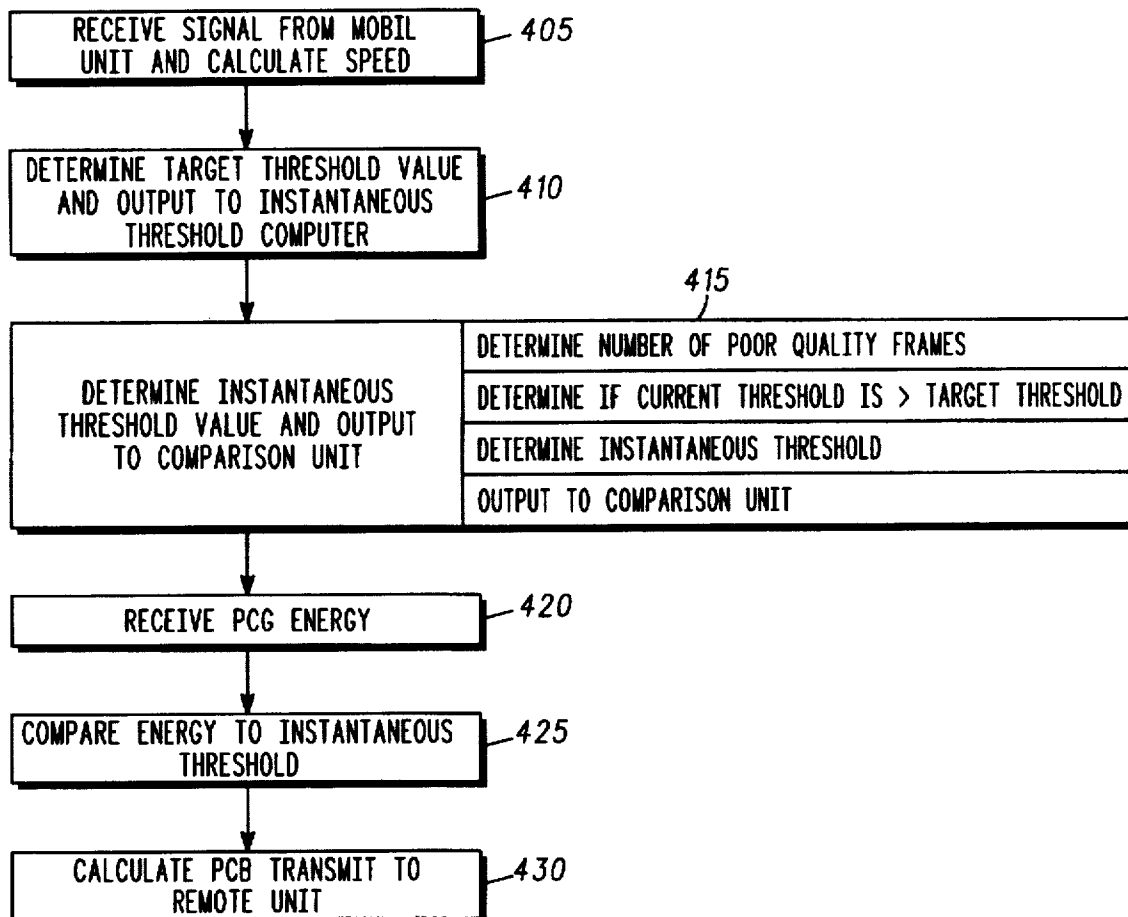 RECEIVE SIGNAL FROM MOBIL
UNIT AND CALCULATE SPEED
405
DETERMINE TARGET THRESHOLD VALUE
AND OUTPUT TO INSTANTANEOUS
THRESHOLD COMPUTER
410
415
DETERMINE INSTANTANEOUS
THRESHOLD VALUE AND OUTPUT
TO COMPARISON UNIT
DETERMINE NUMBER OF POOR QUALITY FRAMES
DETERMINE IF CURRENT THRESHOLD IS > TARGET THRESHOLD
DETERMINE INSTANTANEOUS THRESHOLD
OUTPUT TO COMPARISON UNIT
RECEIVE PCG ENERGY
420
COMPARE ENERGY TO INSTANTANEOUS
THRESHOLD
425
CALCULATE PCB TRANSMIT TO
REMOTE UNIT
430